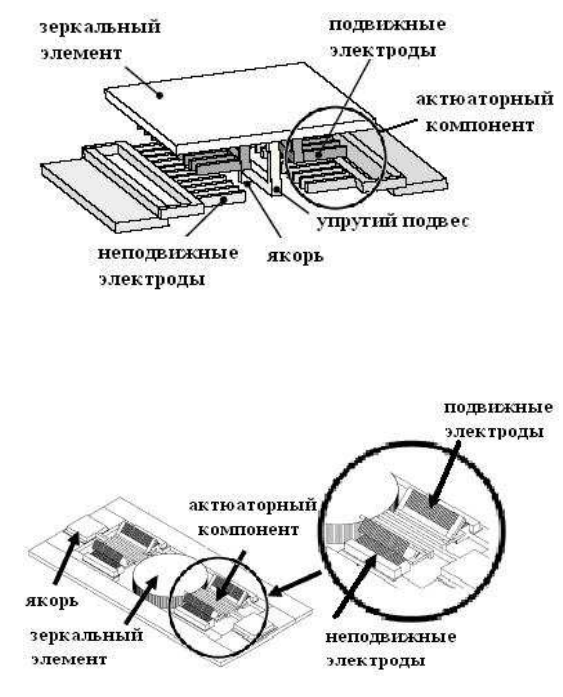 зеркальный
элемент
подвижные
электроды
актюаторный
компонент
упругий подвес
неподвижные
электроды
якорь
подвижные
электроды
актюаторный
компонент
якорь
зеркальный
элемент
неподвижные
электроды